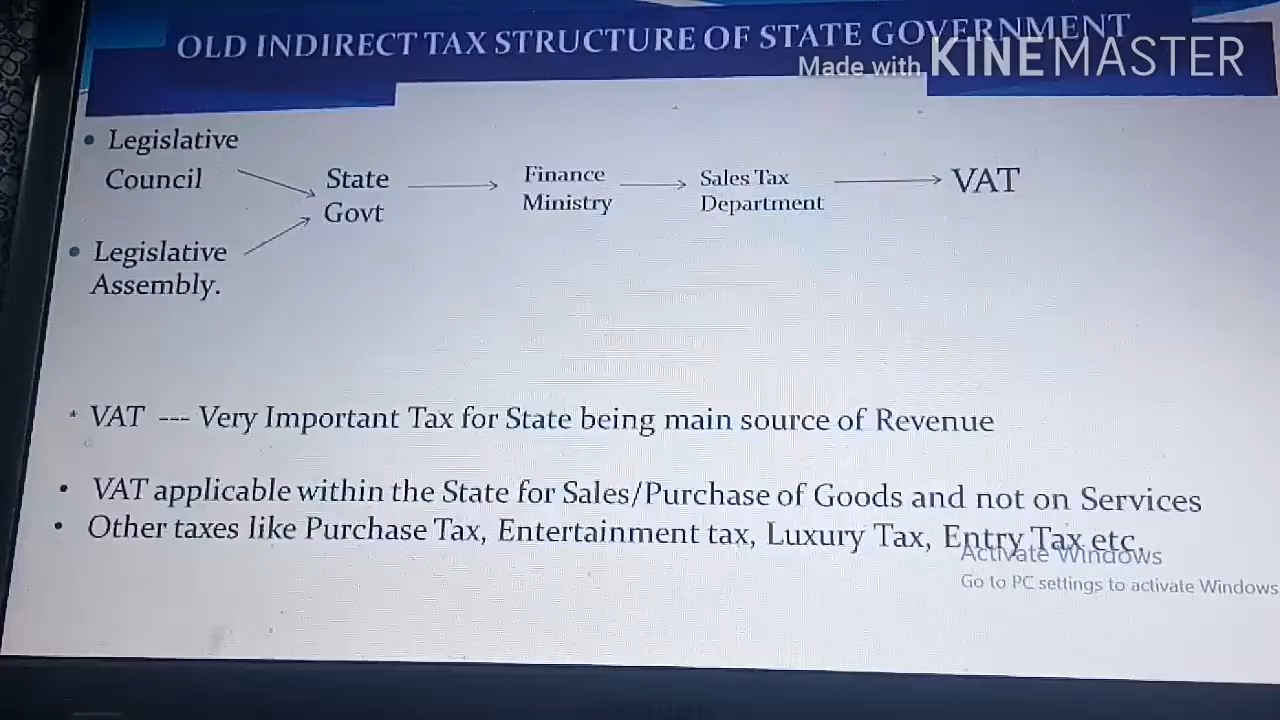 OLD INDIRECT TAX STRUCTURE OF STATE GOVERNMENT
Made with KINEMASTER
• Legislative
Council
State
Govt
Finance
Ministry
Sales Tax
Department
VAT
• Legislative
Assembly.
* VAT --- Very Important Tax for State being main source of Revenue
• VAT applicable within the State for Sales/Purchase of Goods and not on Services
• Other taxes like Purchase Tax, Entertainment tax, Luxury Tax, Entry Tax etc.
Activate Windows
Go to PC settings to activate Windows